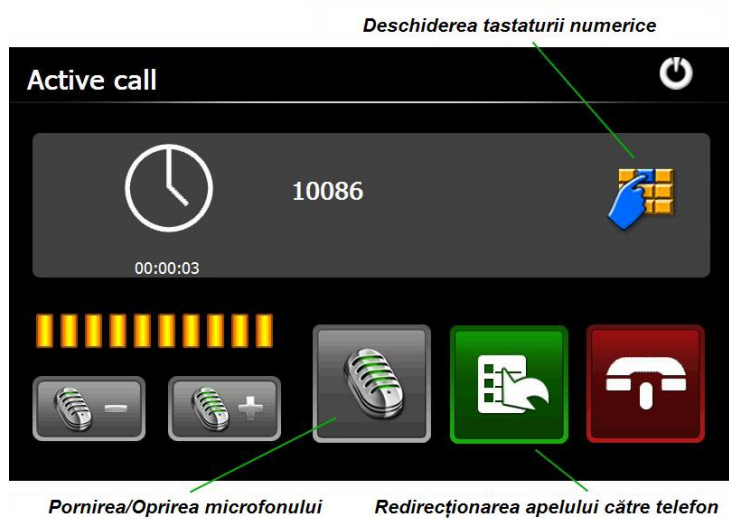 Deschiderea tastaturii numerice
Active call
10086
00:00:03
Pornirea/Oprirea microfonului
Redirecționarea apelului către telefon